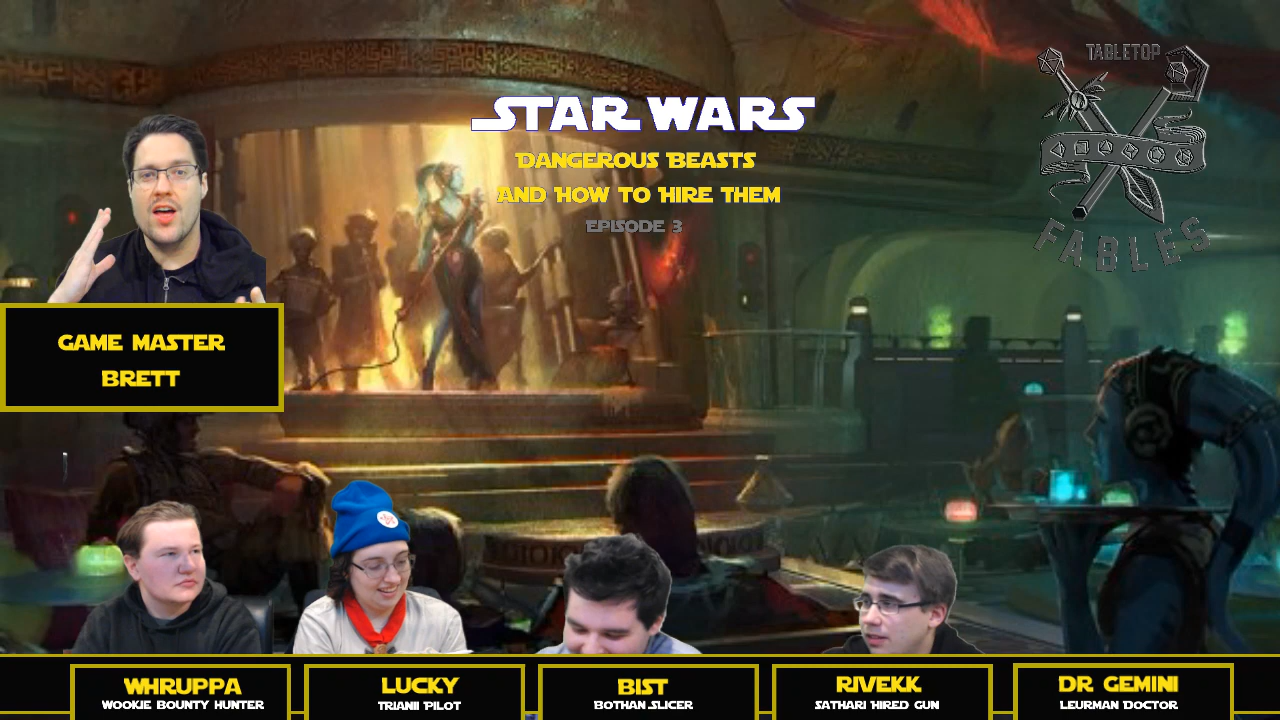 TABLETOP
FABLES
STAR WARS
DANGEROUS BEASTS
AND HOW TO HIRE THEM
EPISODE 3
GAME MASTER
BRETT
WHRUPPA
WOOKIE BOUNTY HUNTER
LUCKY
TRIANII PILOT
BIST
BOTHAN SLICER
RIVEKK
SATHARI HIRED GUN
DR GEMINI
LEURMAN DOCTOR